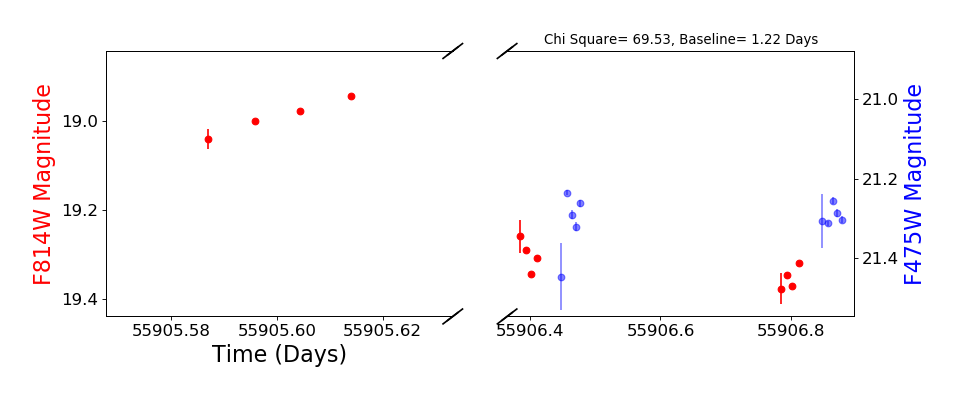 Chi Square= 69.53, Baseline= 1.22 Days
F814W Magnitude
19.0
19.2
19.4
21.0
21.2
21.4
F475W Magnitude
55905.58 55905.60 55905.62 55906.4 55906.6 55906.8
Time (Days)